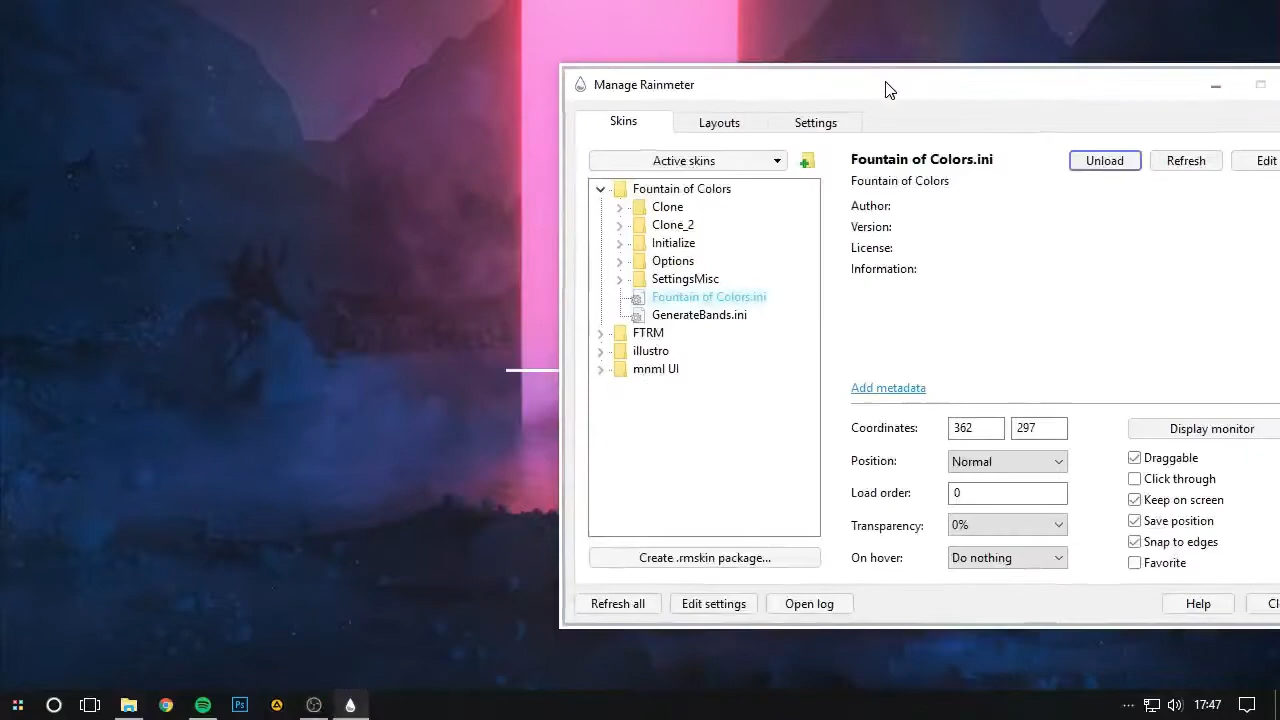 Manage Rainmeter
Skins Layouts Settings
Active skins
Fountain of Colors
Clone
Clone_2
Initialize
Options
SettingsMisc
Fountain of Colors.ini
GenerateBands.ini
FTRM
illustro
mnml UI
Create .rmskin package...
Fountain of Colors.ini Unload Refresh Edit
Fountain of Colors
Author:
Version:
License:
Information:
Add metadata
Coordinates: 362 297 Display monitor
Position: Normal
Load order: 0
Transparency: 0%
On hover: Do nothing
Draggable
Click through
Keep on screen
Save position
Snap to edges
Favorite
Refresh all Edit settings Open log Help Cl
Ps 17:47